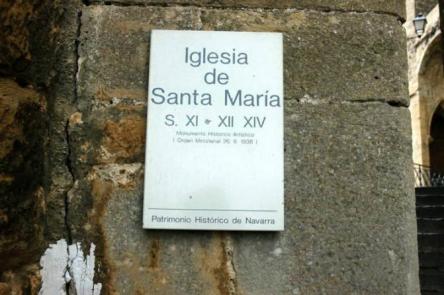 Iglesia
de
Santa María
S. XI e XII XIV
Monumento Histórico Artístico
Patrimonio Histórico de Navarra